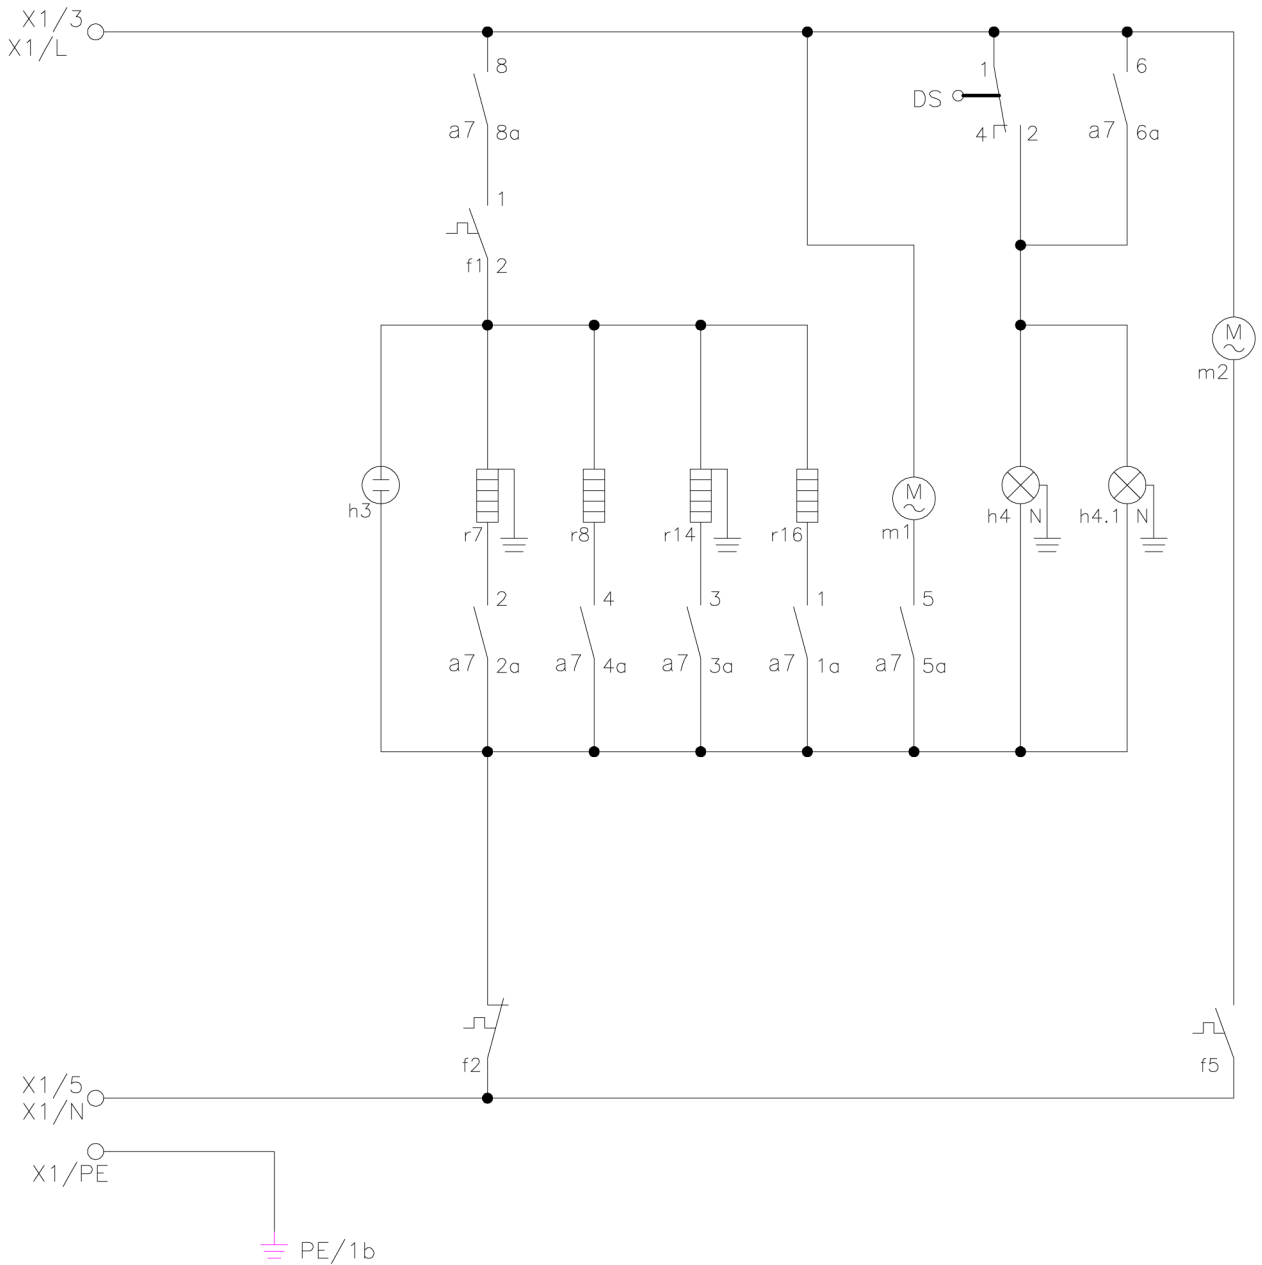 X1/3
X1/L
8
a7 8a
1
f1 2
DS
1
4 2
6
a7 6a
M
m2
h3
r7
r8
r14
r16
M
m1
h4 N
h4.1 N
2
a7 2a
4
a7 4a
3
a7 3a
1
a7 1a
5
a7 5a
f2
f5
X1/5
X1/N
X1/PE
PE/1b